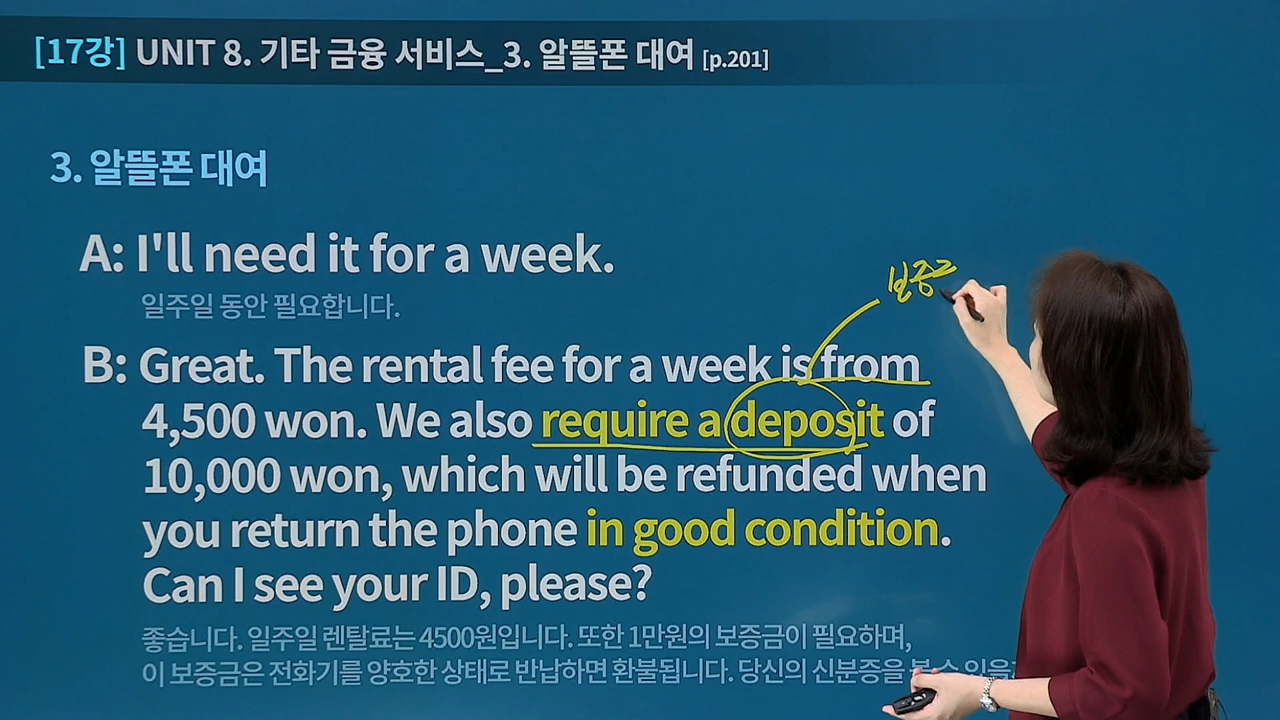 [17강] UNIT 8. 기타 금융 서비스_3. 알뜰폰 대여 [p.201]
3. 알뜰폰 대여
A: I'll need it for a week.
일주일 동안 필요합니다.
보증
B: Great. The rental fee for a week is from
4,500 won. We also require a deposit of
10,000 won, which will be refunded when
you return the phone in good condition.
Can I see your ID, please?
좋습니다. 일주일 렌탈료는 4500원입니다. 또한 1만원의 보증금이 필요하며,
이 보증금은 전화기를 양호한 상태로 반납하면 환불됩니다. 당신의 신분증을 볼 수 있을